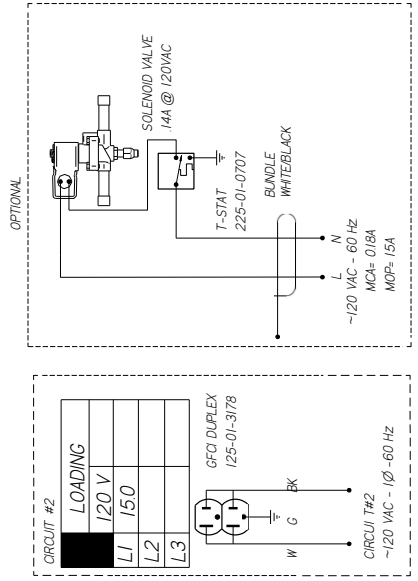 OPTIONAL
SOLENOID VALVE
.14A @ 120VAC
T-STAT
225-01-0707
BUNDLE
WHITE/BLACK
L
N
~120 VAC - 60 Hz
MCA= 0.18A
MOP= 15A
CIRCUIT #2
LOADING
120 V
L1 15.0
L2
L3
GFCI DUPLEX
125-01-3178
W
G
BK
CIRCUI T#2
~120 VAC - 1Ø -60 Hz